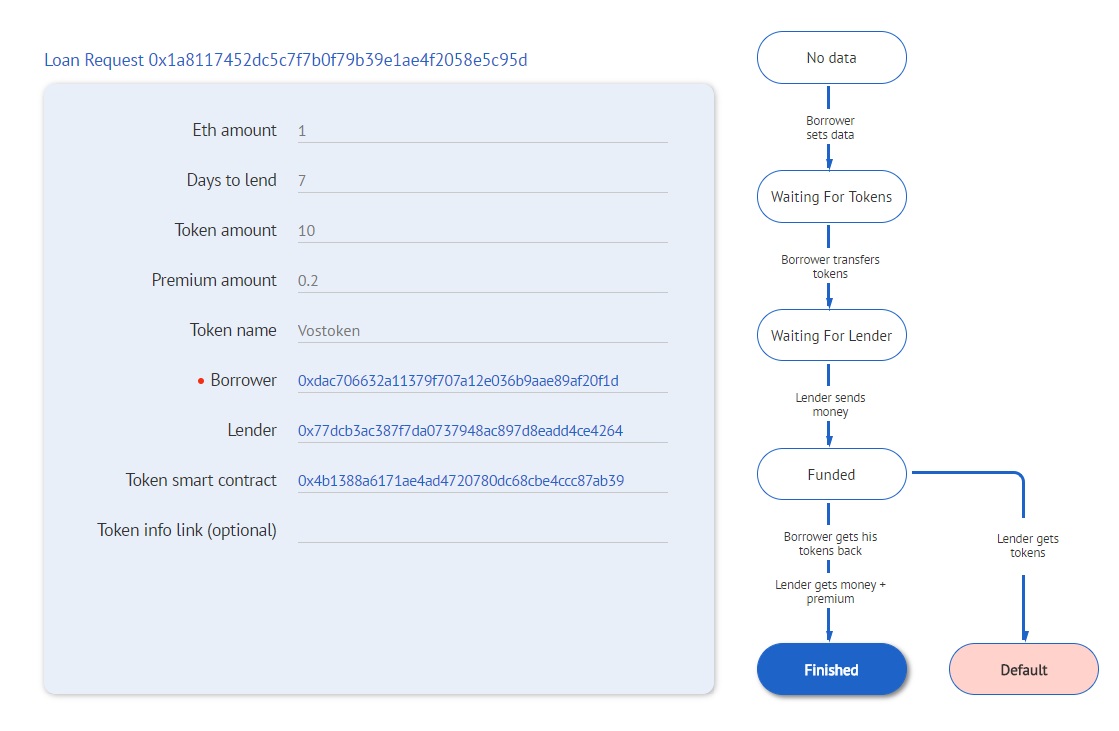 Loan Request 0x1a8117452dc5c7f7b0f79b39e1ae4f2058e5c95d
Eth amount 1
Days to lend 7
Token amount 10
Premium amount 0.2
Token name Vostoken
Borrower 0xdac706632a11379f707a12e036b9aae89af20f1d
Lender 0x77dcb3ac387f7da0737948ac897d8eadd4ce4264
Token smart contract 0x4b1388a6171ae4ad4720780dc68cbe4ccc87ab39
Token info link (optional)
No data
Borrower
sets data
Waiting For Tokens
Borrower transfers
tokens
Waiting For Lender
Lender sends
money
Funded
Borrower gets his
tokens back
Lender gets money +
premium
Finished
Lender gets
tokens
Default